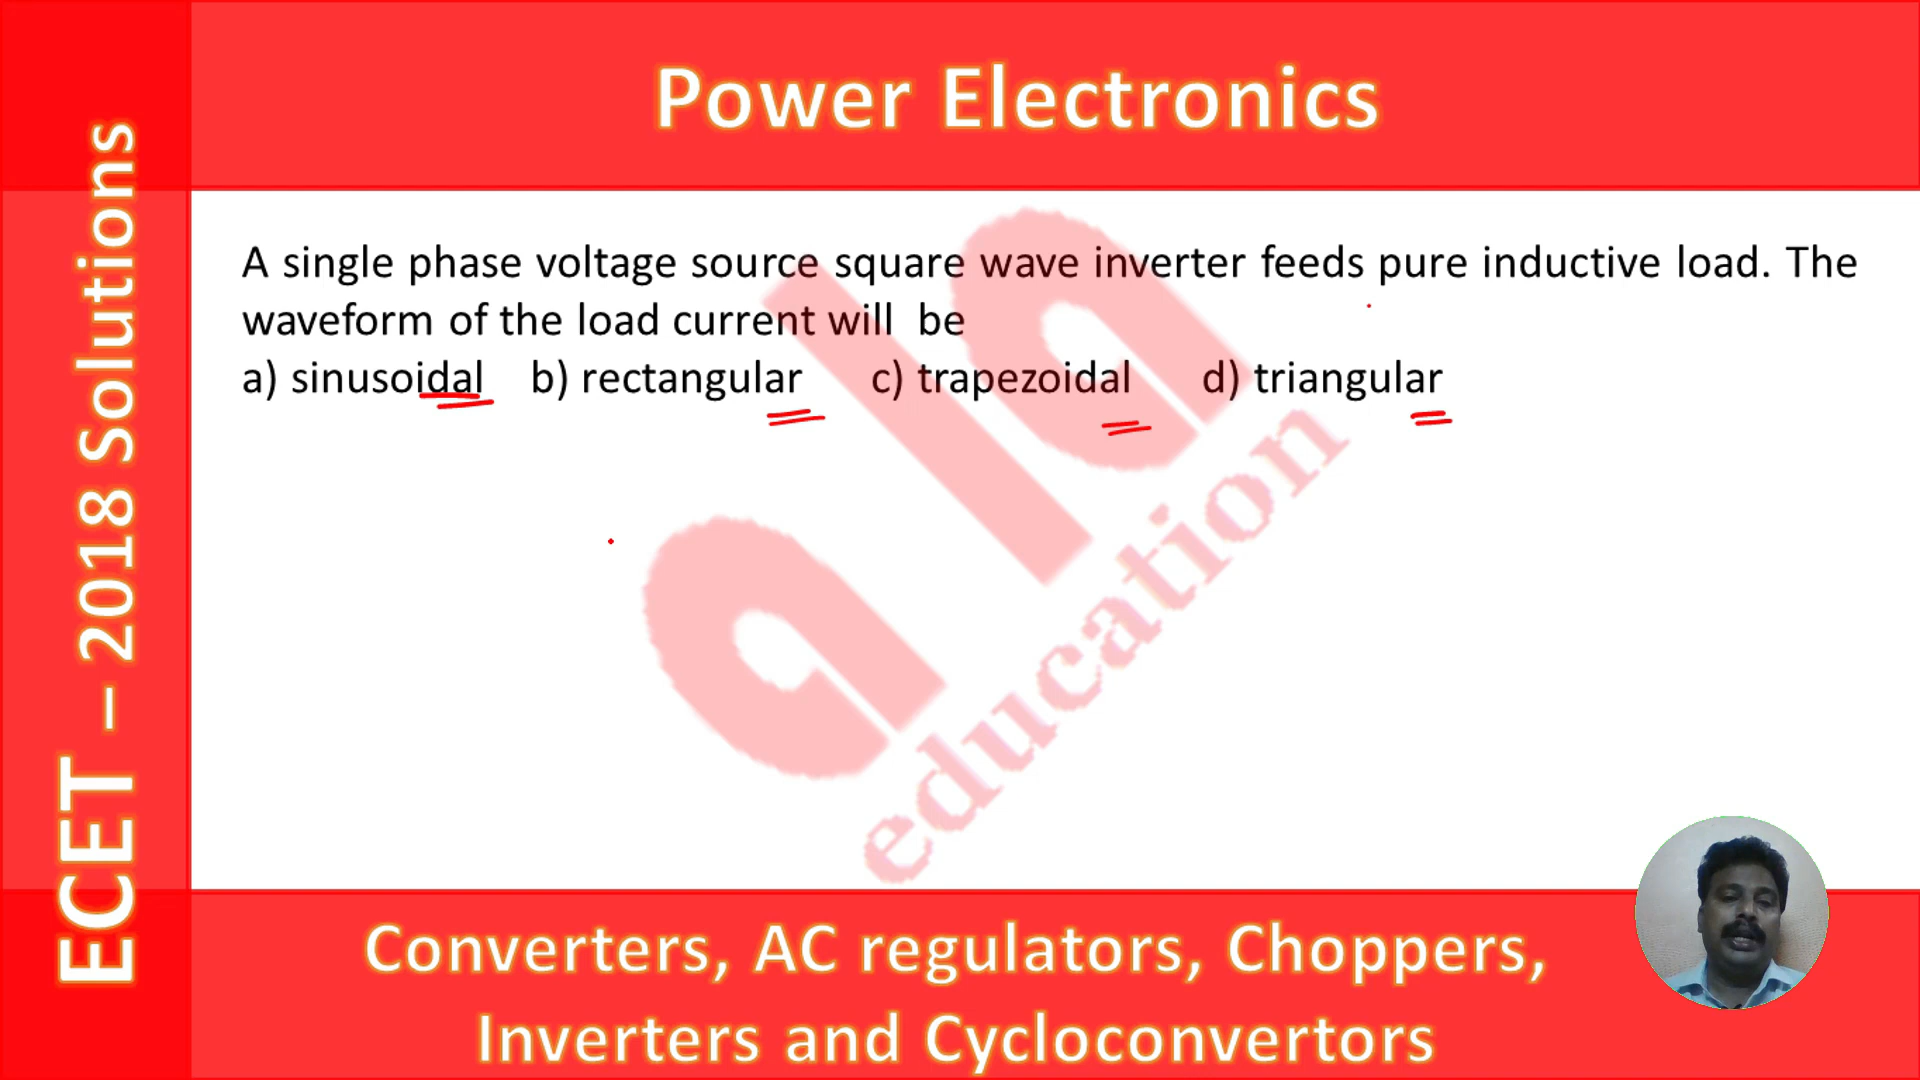 Power Electronics
ECET – 2018 Solutions
A single phase voltage source square wave inverter feeds pure inductive load. The
waveform of the load current will be
a) sinusoidal b) rectangular c) trapezoidal d) triangular
education
Converters, AC regulators, Choppers,
Inverters and Cycloconvertors